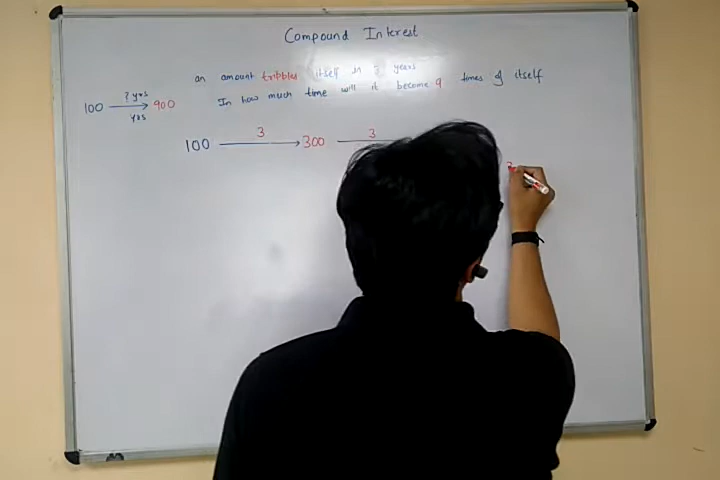 Compound Interest
an amount tribbles itself in 3 years
In how much time will it become 9 times of itself
100 ? yrs → 900
yrs
100 3 → 300 3